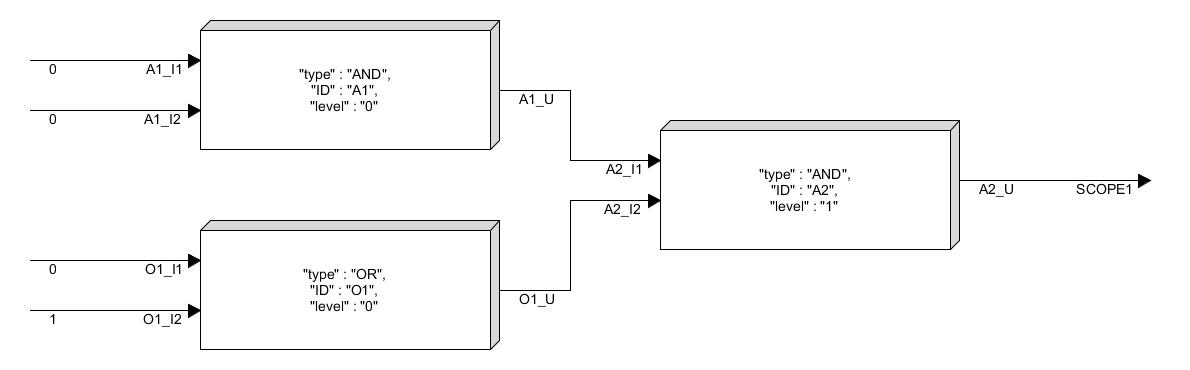 0
A1_I1
0
A1_I2
"type" : "AND",
"ID" : "A1",
"level" : "0"
A1_U
0
O1_I1
1
O1_I2
"type" : "OR",
"ID" : "O1",
"level" : "0"
O1_U
A2_I1
A2_I2
"type" : "AND",
"ID" : "A2",
"level" : "1"
A2_U
SCOPE1